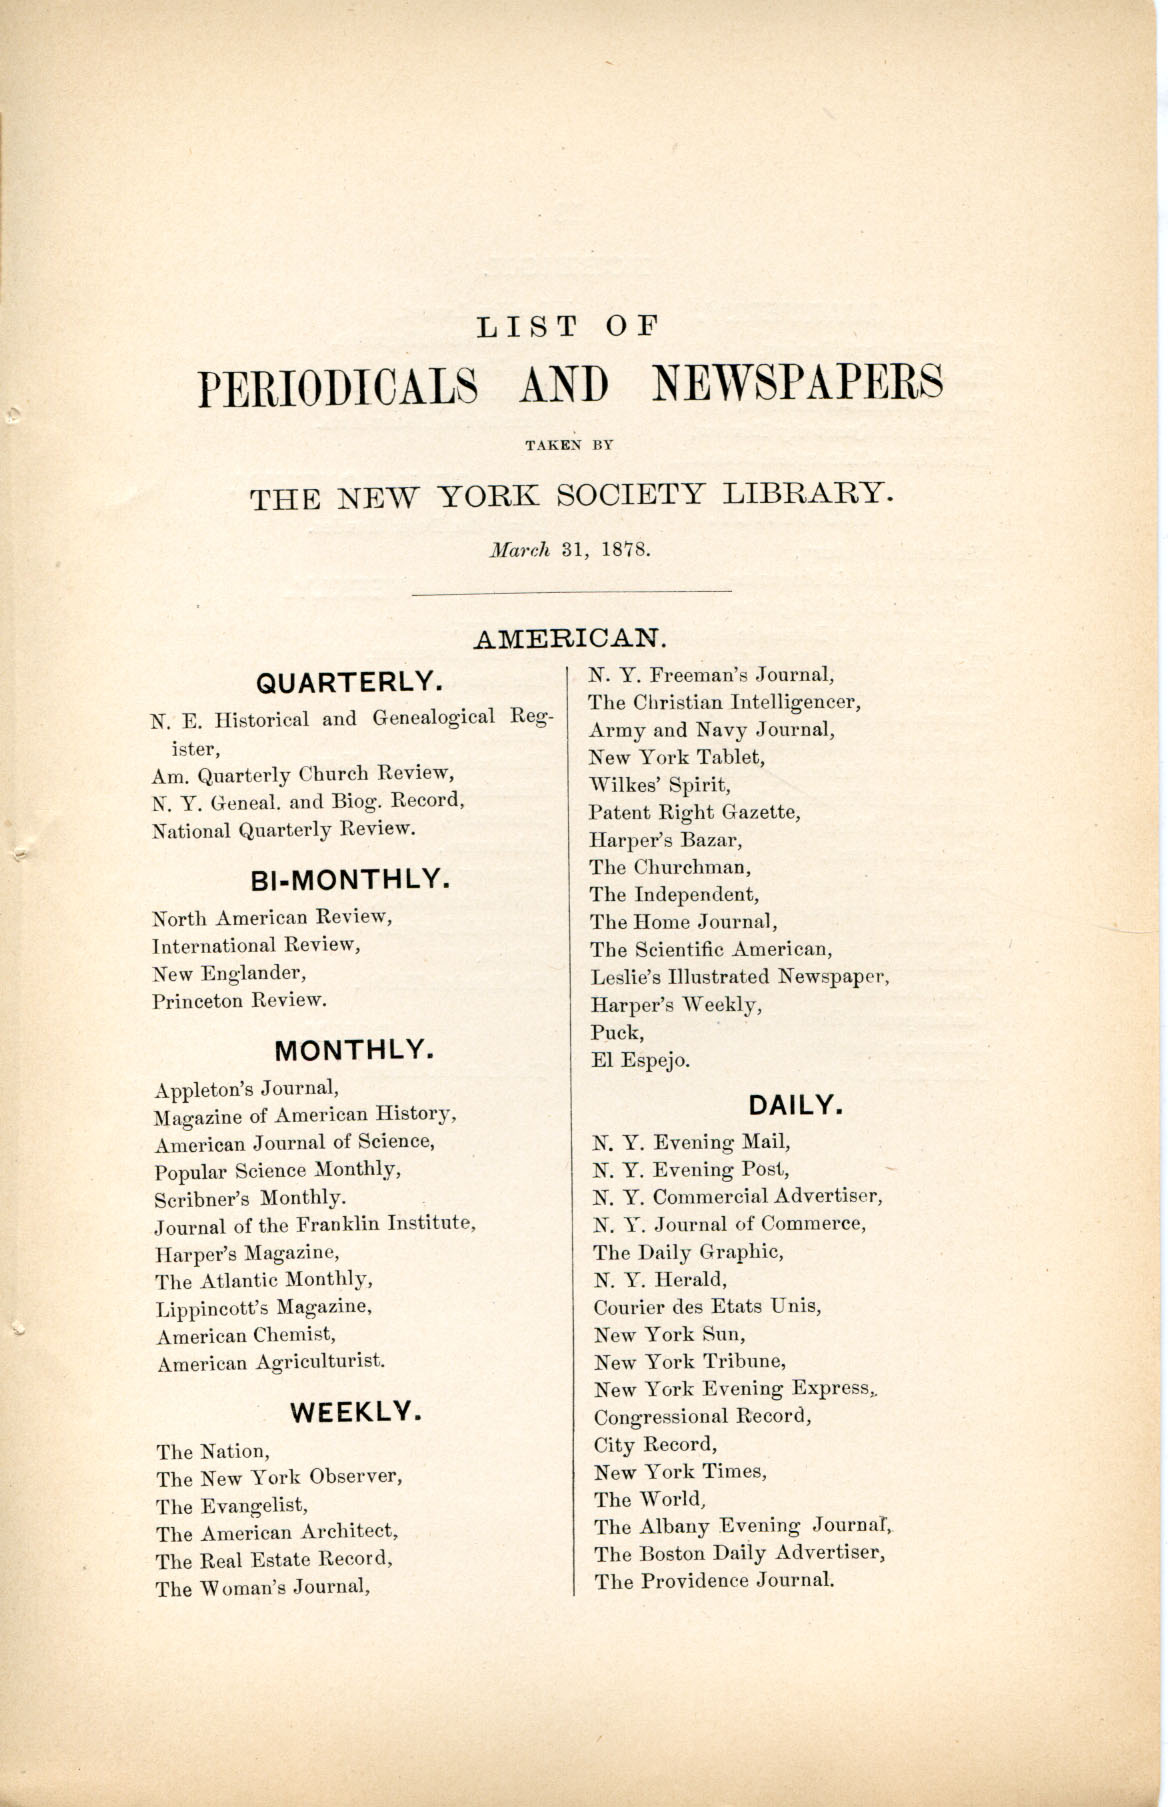 LIST OF
PERIODICALS AND NEWSPAPERS
TAKEN BY
THE NEW YORK SOCIETY LIBRARY.
March 31, 1878.
AMERICAN.
QUARTERLY.
N. E. Historical and Genealogical Reg-
ister,
Am. Quarterly Church Review,
N. Y. Geneal. and Biog. Record,
National Quarterly Review.
BI-MONTHLY.
North American Review,
International Review,
New Englander,
Princeton Review.
MONTHLY.
Appleton's Journal,
Magazine of American History,
American Journal of Science,
Popular Science Monthly,
Scribner's Monthly.
Journal of the Franklin Institute,
Harper's Magazine,
The Atlantic Monthly,
Lippincott's Magazine,
American Chemist,
American Agriculturist.
WEEKLY.
The Nation,
The New York Observer,
The Evangelist,
The American Architect,
The Real Estate Record,
The Woman's Journal,
N. Y. Freeman's Journal,
The Christian Intelligencer,
Army and Navy Journal,
New York Tablet,
Wilkes' Spirit,
Patent Right Gazette,
Harper's Bazar,
The Churchman,
The Independent,
The Home Journal,
The Scientific American,
Leslie's Illustrated Newspaper,
Harper's Weekly,
Puck,
El Espejo.
DAILY.
N. Y. Evening Mail,
N. Y. Evening Post,
N. Y. Commercial Advertiser,
N. Y. Journal of Commerce,
The Daily Graphic,
N. Y. Herald,
Courier des Etats Unis,
New York Sun,
New York Tribune,
New York Evening Express,
Congressional Record,
City Record,
New York Times,
The World,
The Albany Evening Journal,
The Boston Daily Advertiser,
The Providence Journal.